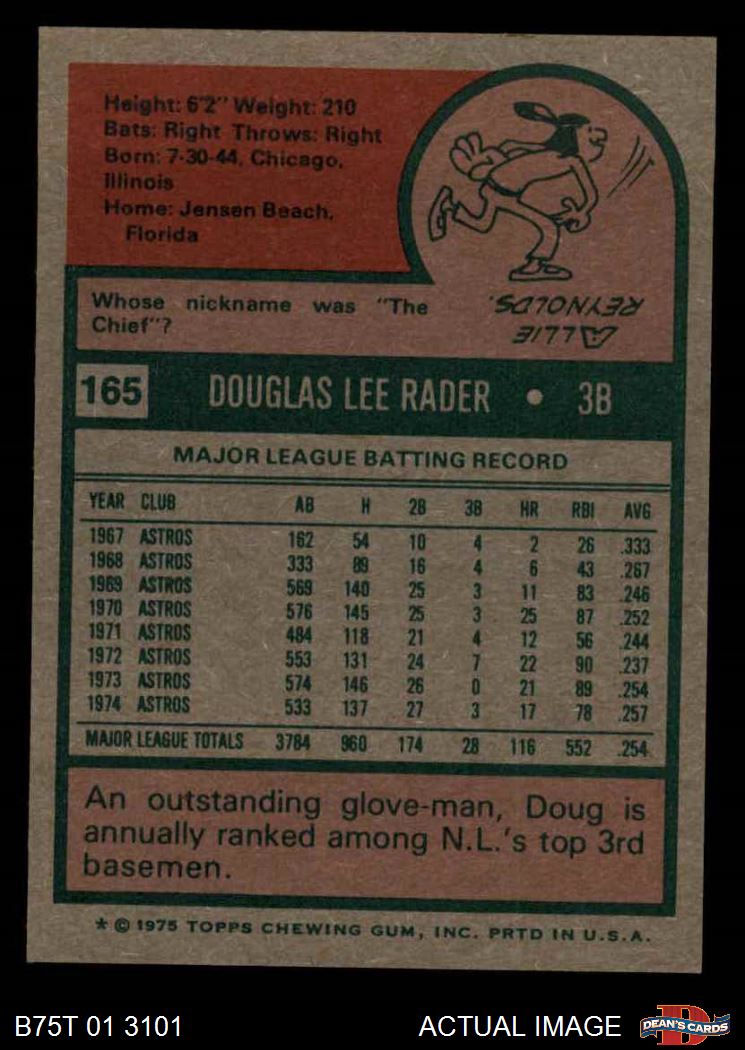 Height: 6'2" Weight: 210
Bats: Right Throws: Right
Born: 7-30-44, Chicago,
Illinois
Home: Jensen Beach,
Florida
Whose nickname was "The
Chief"?
ALLIE
REYNOLDS.
165 DOUGLAS LEE RADER • 3B
MAJOR LEAGUE BATTING RECORD
YEAR CLUB AB H 2B 3B HR RBI AVG
1967 ASTROS 162 54 10 4 2 26 .333
1968 ASTROS 333 89 16 4 6 43 .267
1969 ASTROS 569 140 25 3 11 83 .246
1970 ASTROS 576 145 25 3 25 87 .252
1971 ASTROS 484 118 21 4 12 56 .244
1972 ASTROS 553 131 24 7 22 90 .237
1973 ASTROS 574 146 26 0 21 89 .254
1974 ASTROS 533 137 27 3 17 78 .257
MAJOR LEAGUE TOTALS 3784 960 174 28 116 552 .254
An outstanding glove-man, Doug is
annually ranked among N.L.'s top 3rd
basemen.
* © 1975 TOPPS CHEWING GUM, INC. PRTD IN U.S.A.
B75T 01 3101 ACTUAL IMAGE
D
DEAN'S CARDS